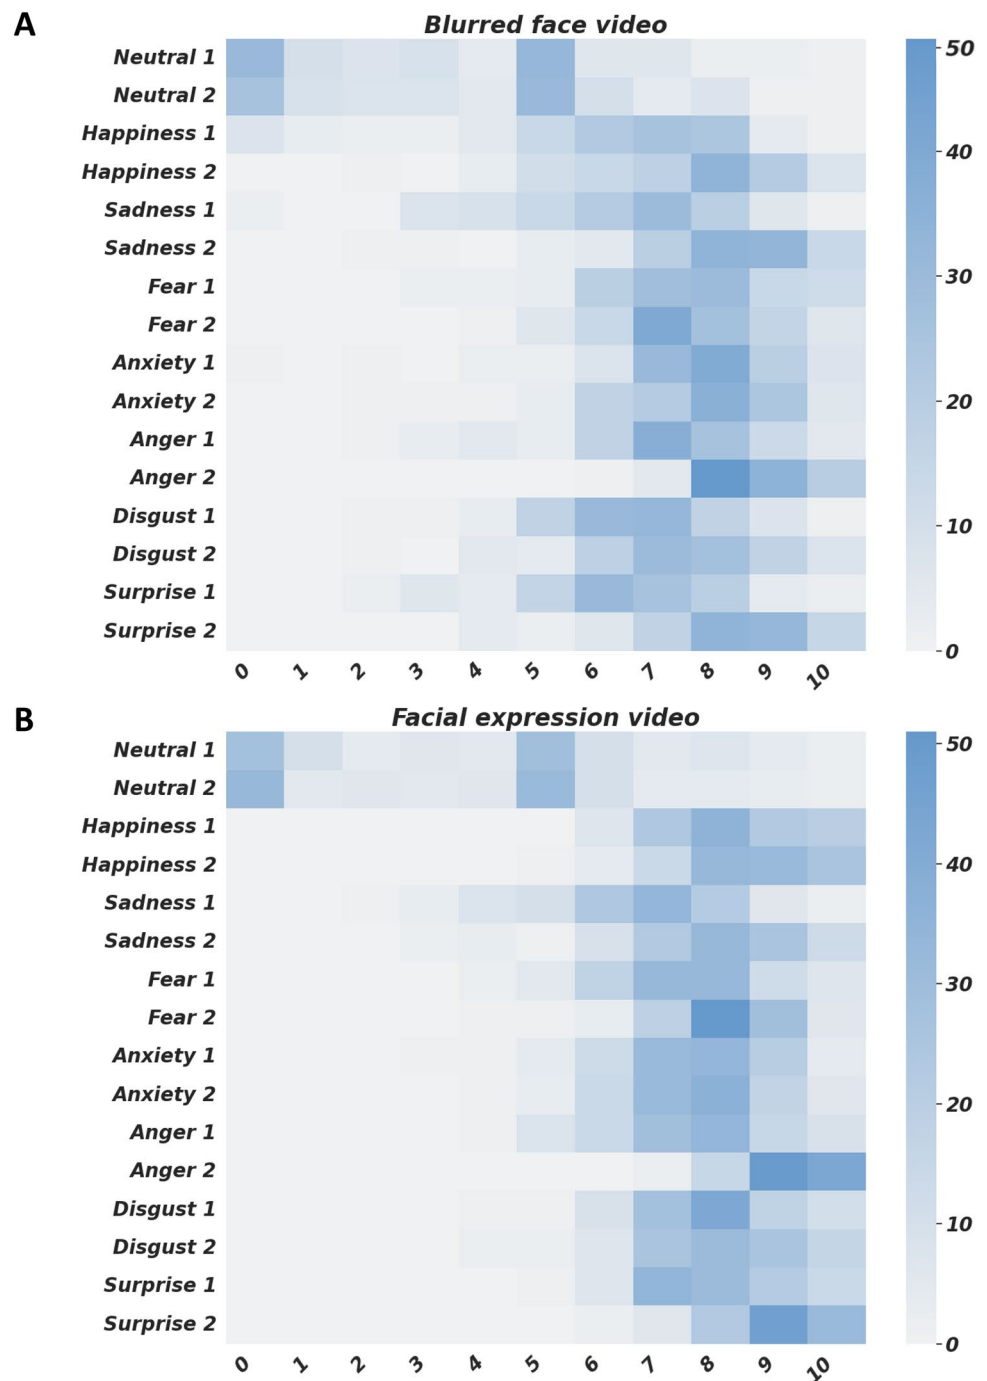 A
Blurred face video
Neutral 1
Neutral 2
Happiness 1
Happiness 2
Sadness 1
Sadness 2
Fear 1
Fear 2
Anxiety 1
Anxiety 2
Anger 1
Anger 2
Disgust 1
Disgust 2
Surprise 1
Surprise 2
0 1 2 3 4 5 6 7 8 9 10
50
40
30
20
10
0
B
Facial expression video
Neutral 1
Neutral 2
Happiness 1
Happiness 2
Sadness 1
Sadness 2
Fear 1
Fear 2
Anxiety 1
Anxiety 2
Anger 1
Anger 2
Disgust 1
Disgust 2
Surprise 1
Surprise 2
0 1 2 3 4 5 6 7 8 9 10
50
40
30
20
10
0